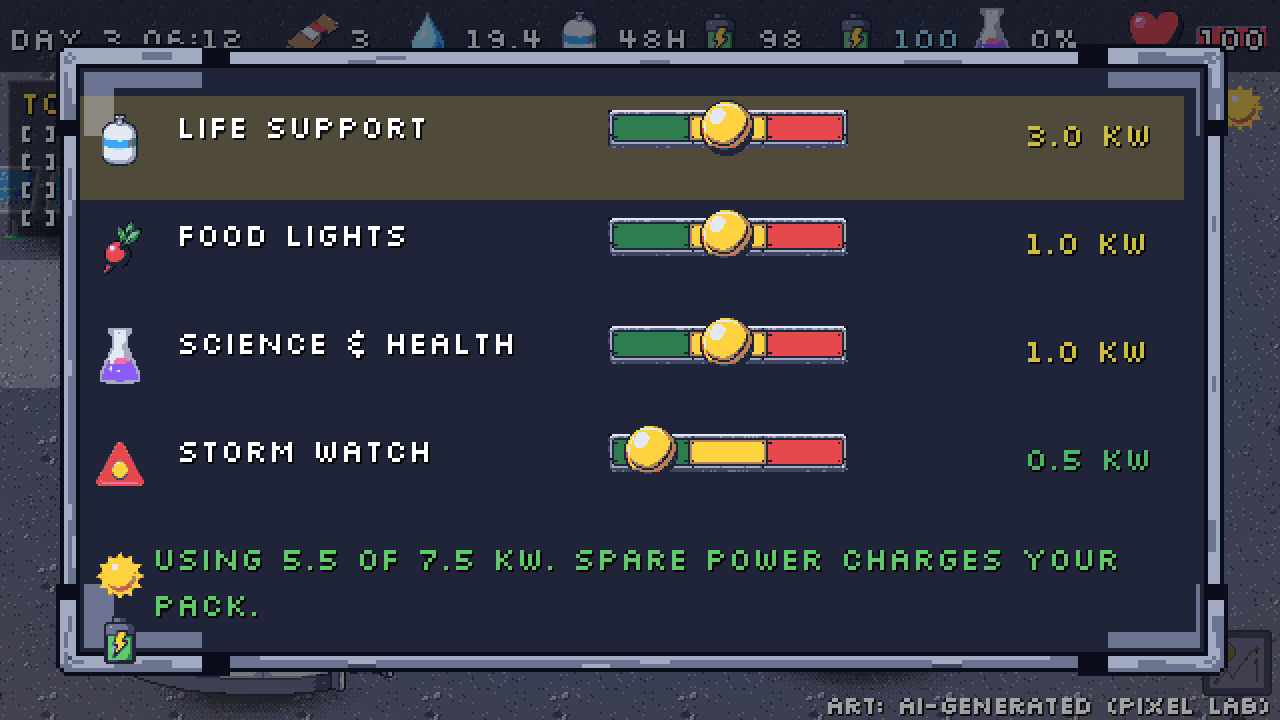 DAY 3 06:12 3 19.4 48H 98 100 0% 100
LIFE SUPPORT 3.0 KW
FOOD LIGHTS 1.0 KW
SCIENCE & HEALTH 1.0 KW
STORM WATCH 0.5 KW
USING 5.5 OF 7.5 KW. SPARE POWER CHARGES YOUR
PACK.
ART: AI-GENERATED (PIXEL LAB)